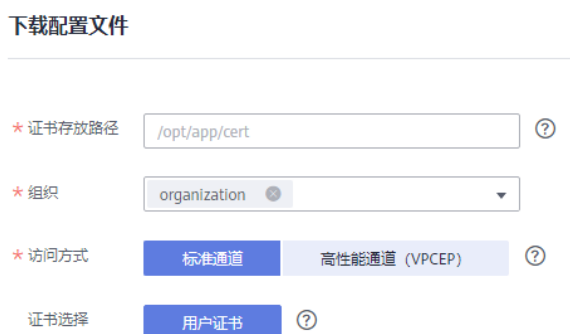 下载配置文件
* 证书存放路径 /opt/app/cert ?
* 组织 organization
* 访问方式 标准通道 高性能通道（VPCEP） ?
证书选择 用户证书 ?